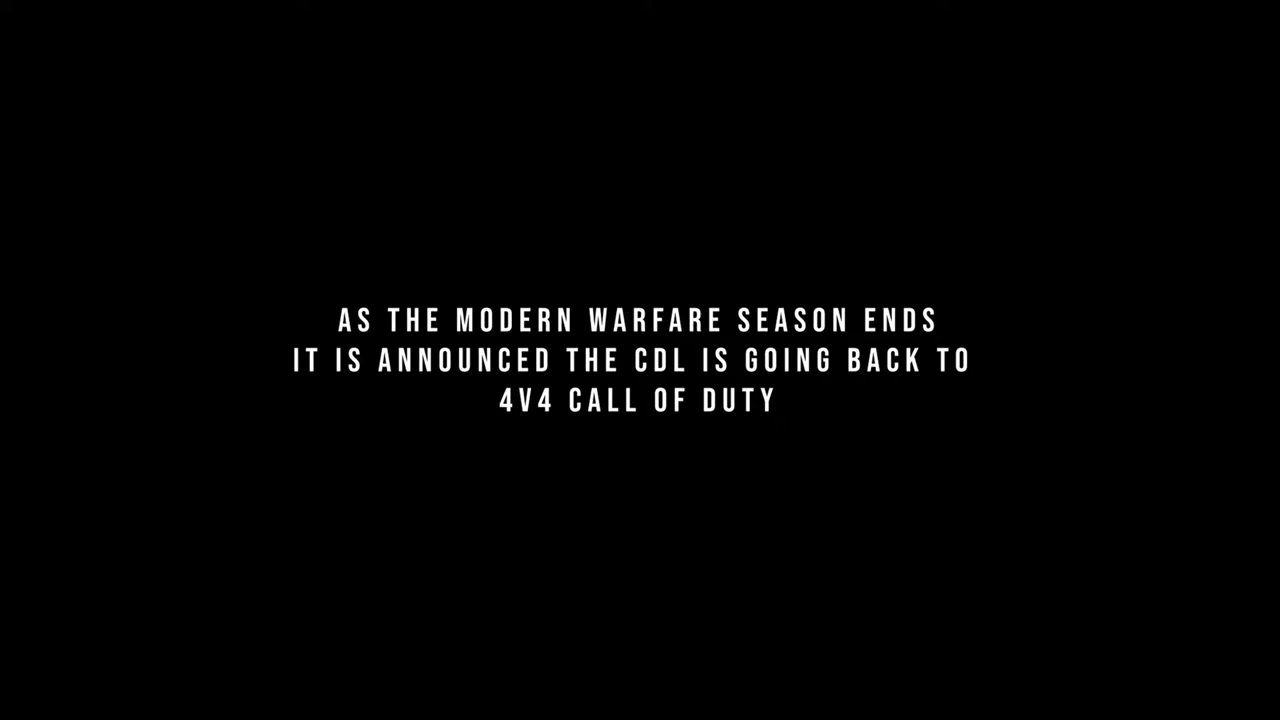 AS THE MODERN WARFARE SEASON ENDS
IT IS ANNOUNCED THE CDL IS GOING BACK TO
4V4 CALL OF DUTY